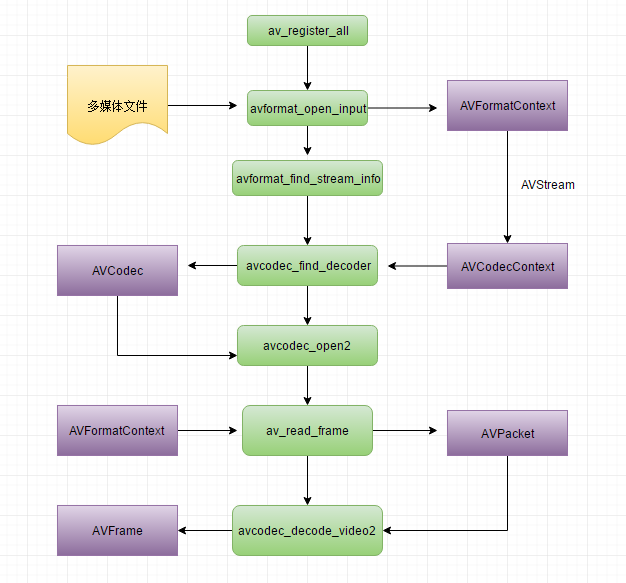 av_register_all
多媒体文件
avformat_open_input
AVFormatContext
avformat_find_stream_info
AVStream
AVCodec
avcodec_find_decoder
AVCodecContext
avcodec_open2
AVFormatContext
av_read_frame
AVPacket
AVFrame
avcodec_decode_video2